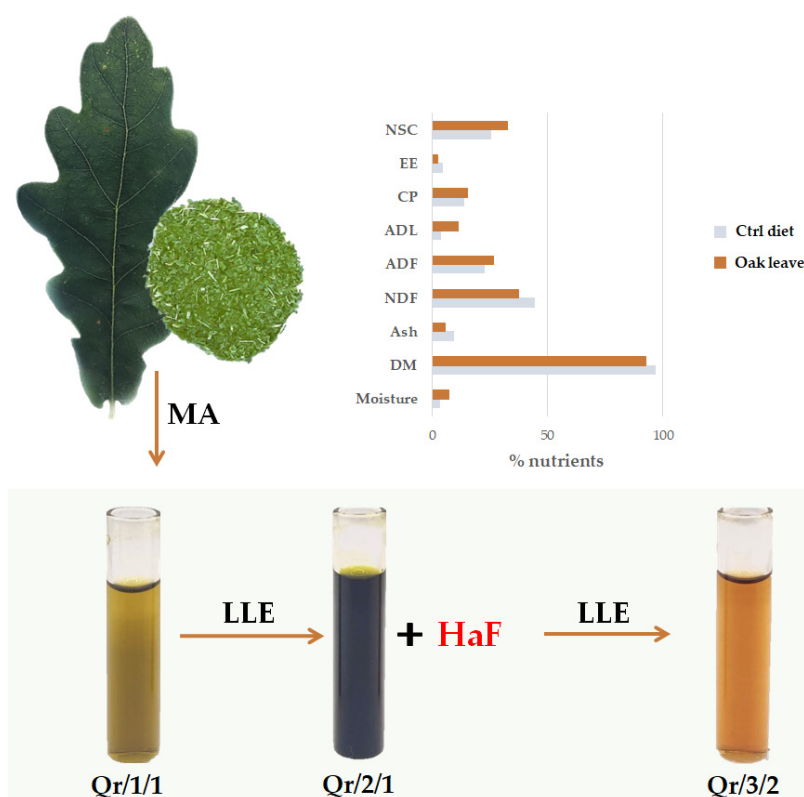 NSC
EE
CP
ADL
ADF
NDF
Ash
DM
Moisture
0 50 100
% nutrients
Ctrl diet
Oak leave
MA
LLE
+ HaF
LLE
Qr/1/1 Qr/2/1 Qr/3/2